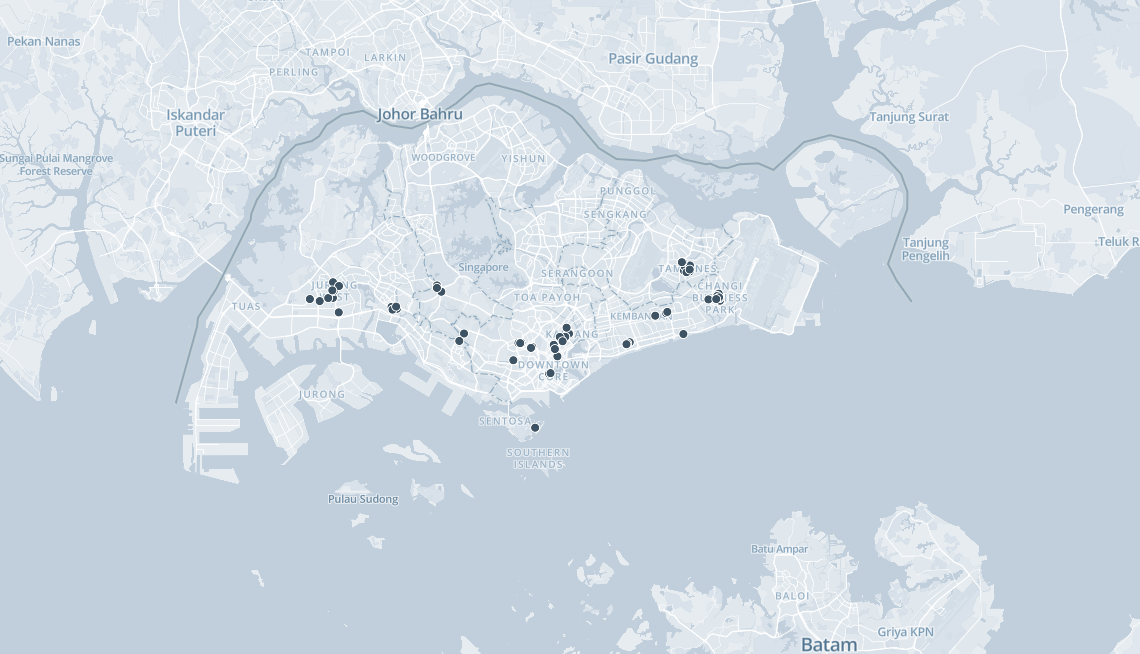 Pekan Nanas
TAMPOI
LARKIN
PERLING
Pasir Gudang
Iskandar
Puteri
Johor Bahru
Tanjung Surat
Sungai Pulai Mangrove
Forest Reserve
WOODGROVE
YISHUN
PUNGGOL
SENGKANG
Pengerang
Tanjung
Pengelih
Teluk R
Singapore
SERANGOON
CHANGI
BUSINESS
PARK
TUAS
TOA PAYOH
DOWNTOWN
CORE
JURONG
SENTOSA
SOUTHERN
ISLANDS
Pulau Sudong
Batu Ampar
BALOI
Griya KPN
Batam